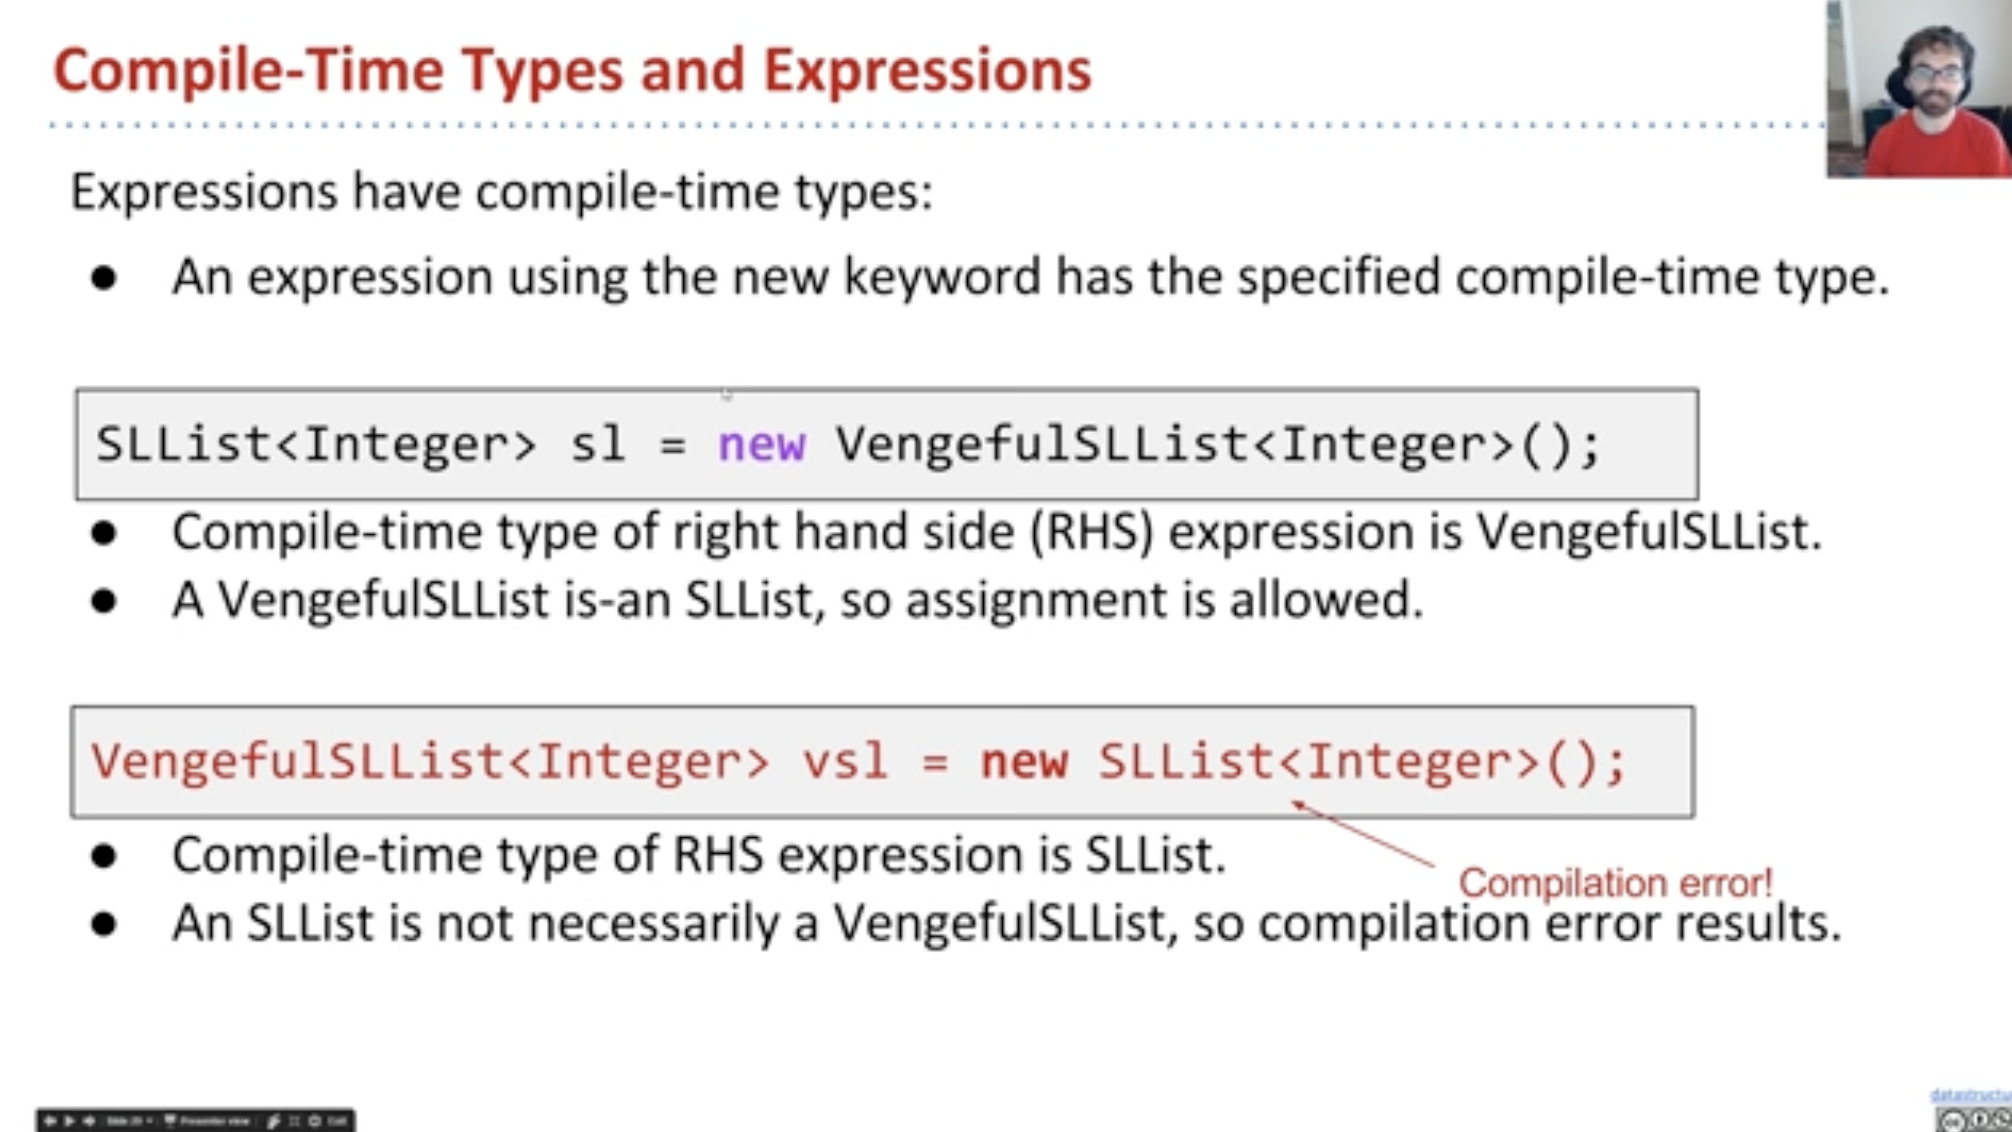 Compile-Time Types and Expressions
Expressions have compile-time types:
● An expression using the new keyword has the specified compile-time type.
SLList<Integer> sl = new VengefulSLList<Integer>();
● Compile-time type of right hand side (RHS) expression is VengefulSLList.
● A VengefulSLList is-an SLList, so assignment is allowed.
VengefulSLList<Integer> vsl = new SLList<Integer>();
● Compile-time type of RHS expression is SLList.
Compilation error!
● An SLList is not necessarily a VengefulSLList, so compilation error results.
datastructu